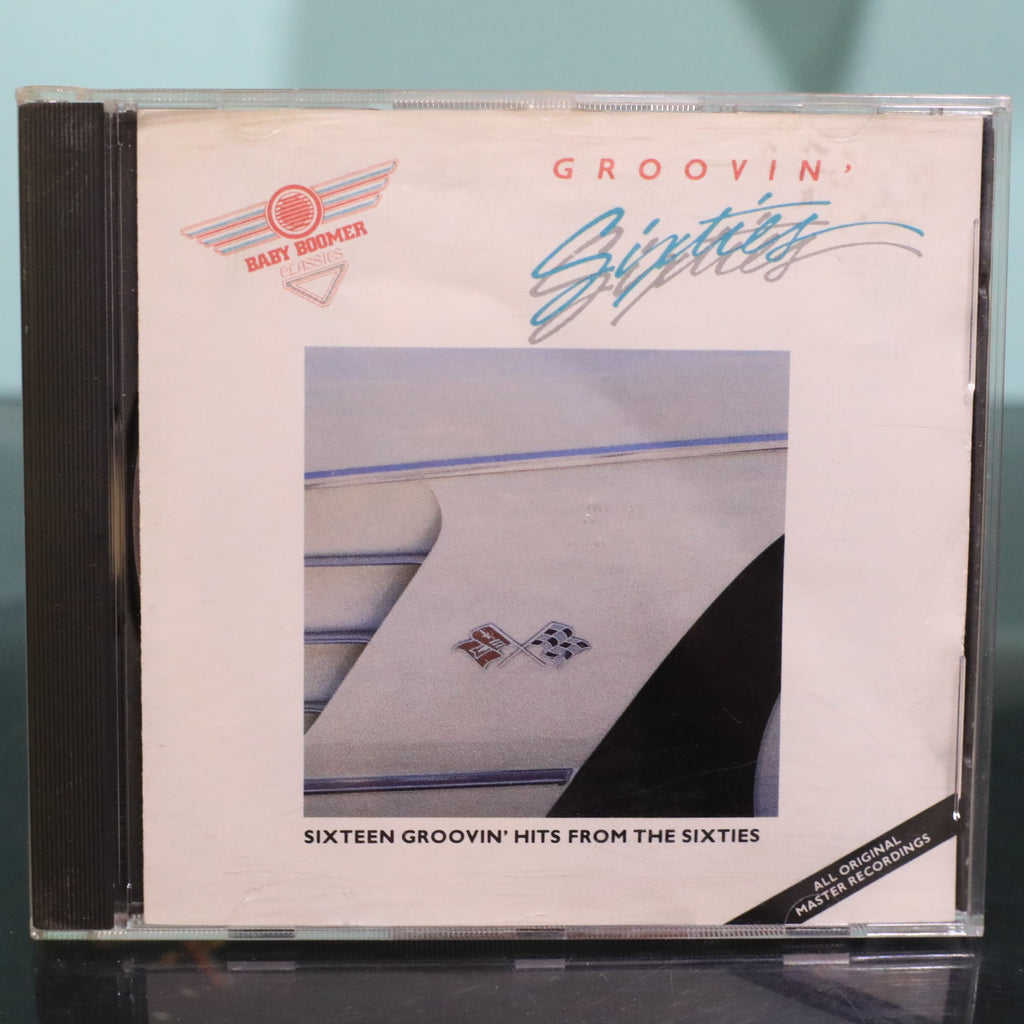 GROOVIN'
Sixties
BABY BOOMER
CLASSICS
SIXTEEN GROOVIN' HITS FROM THE SIXTIES
ALL ORIGINAL
MASTER RECORDINGS